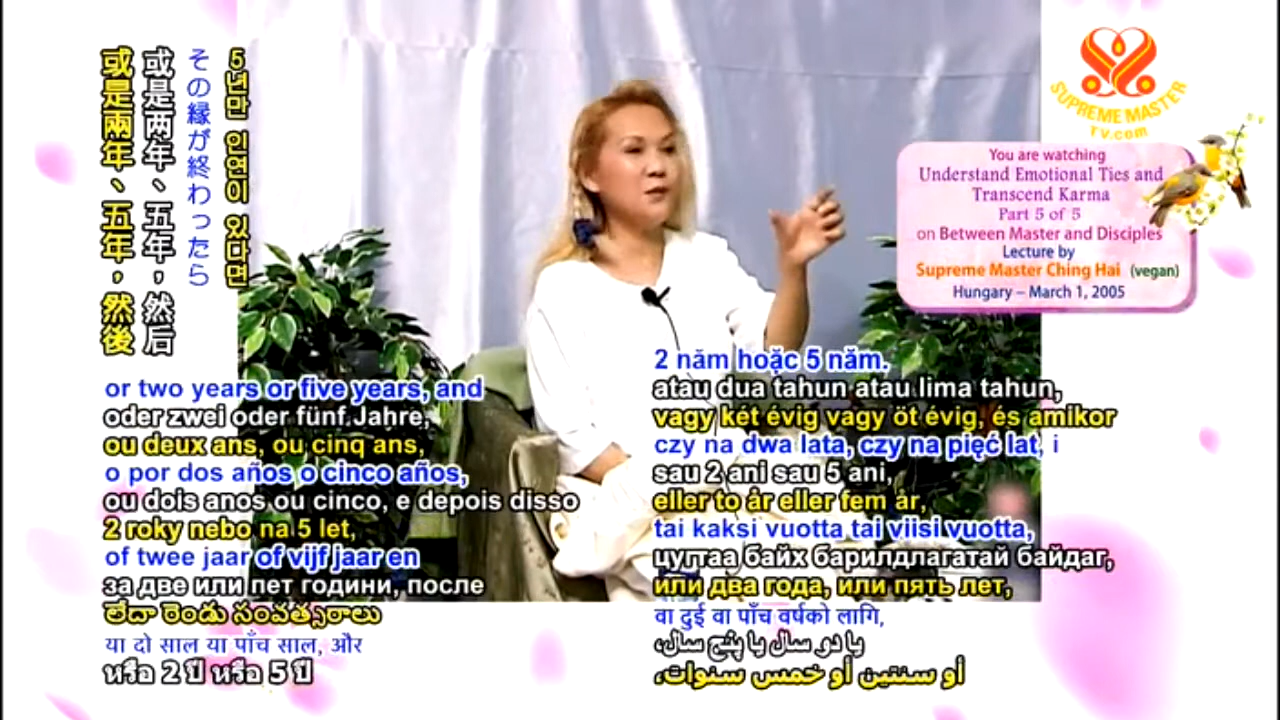 或是兩年、五年，然後
或是两年、五年，然后
その縁が終わったら
5년만 인연이 있다면
SUPREME MASTER
TV.com
You are watching
Understand Emotional Ties and
Transcend Karma
Part 5 of 5
on Between Master and Disciples
Lecture by
Supreme Master Ching Hai (vegan)
Hungary – March 1, 2005
or two years or five years, and
oder zwei oder fünf Jahre,
ou deux ans, ou cinq ans,
o por dos años o cinco años,
ou dois anos ou cinco, e depois disso
2 roky nebo na 5 let,
of twee jaar of vijf jaar en
за две или пет години, после
లేదా రెండు సంవత్సరాలు
या दो साल या पाँच साल, और
หรือ 2 ปี หรือ 5 ปี
2 năm hoặc 5 năm.
atau dua tahun atau lima tahun,
vagy két évig vagy öt évig, és amikor
czy na dwa lata, czy na pięć lat, i
sau 2 ani sau 5 ani,
eller to år eller fem år,
tai kaksi vuotta tai viisi vuotta,
цугтаа байх барилдлагатай байдаг,
или два года, или пять лет,
वा दुई वा पाँच वर्षको लागि,
یا دو سال یا پنج سال،
أو سنتين أو خمس سنوات،